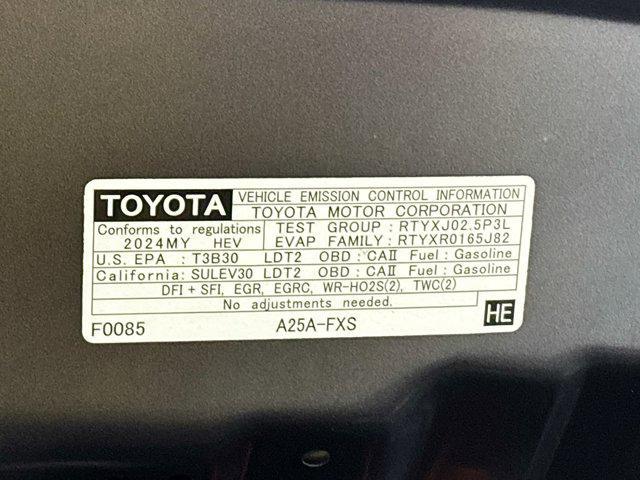 TOYOTA VEHICLE EMISSION CONTROL INFORMATION
TOYOTA MOTOR CORPORATION
Conforms to regulations TEST GROUP : RTYXJ02.5P3L
2024MY HEV EVAP FAMILY : RTYXR0165J82
U.S. EPA : T3B30 LDT2 OBD : CAⅡ Fuel : Gasoline
California: SULEV30 LDT2 OBD : CAⅡ Fuel : Gasoline
DFI + SFI, EGR, EGRC, WR-HO2S(2), TWC(2)
No adjustments needed.
F0085 A25A-FXS HE